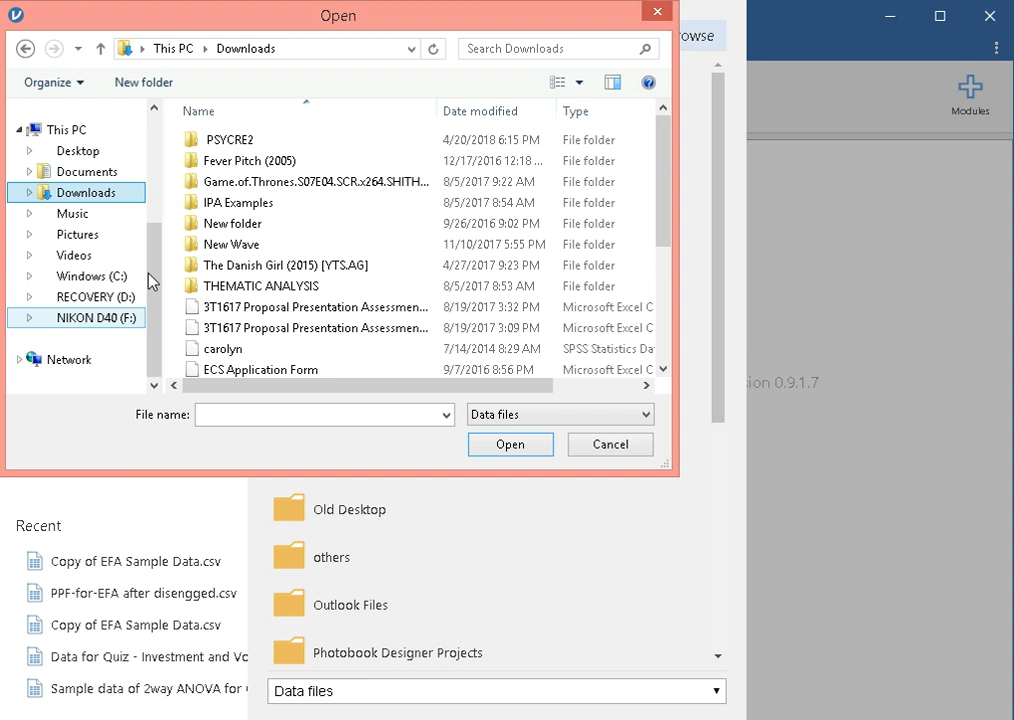 Open
This PC
Downloads
Search Downloads
Organize
New folder
Name
Date modified
Type
This PC
Desktop
Documents
Downloads
Music
Pictures
Videos
Windows (C:)
RECOVERY (D:)
NIKON D40 (F:)
Network
PSYCRE2 4/20/2018 6:15 PM File folder
Fever Pitch (2005) 12/17/2016 12:18 ... File folder
Game.of.Thrones.S07E04.SCR.x264.SHITH... 8/5/2017 9:22 AM File folder
IPA Examples 8/5/2017 8:54 AM File folder
New folder 9/26/2016 9:02 PM File folder
New Wave 11/10/2017 5:55 PM File folder
The Danish Girl (2015) [YTS.AG] 4/27/2017 9:23 PM File folder
THEMATIC ANALYSIS 8/5/2017 8:53 AM File folder
3T1617 Proposal Presentation Assessmen... 8/19/2017 3:32 PM Microsoft Excel C
3T1617 Proposal Presentation Assessmen... 8/19/2017 3:09 PM Microsoft Excel C
carolyn 7/14/2014 8:29 AM SPSS Statistics Da
ECS Application Form 9/7/2016 8:56 PM Microsoft Excel C
File name:
Data files
Open
Cancel
owse
Modules
ion 0.9.1.7
Recent
Copy of EFA Sample Data.csv
PPF-for-EFA after disengged.csv
Copy of EFA Sample Data.csv
Data for Quiz - Investment and Vo
Sample data of 2way ANOVA for
Old Desktop
others
Outlook Files
Photobook Designer Projects
Data files